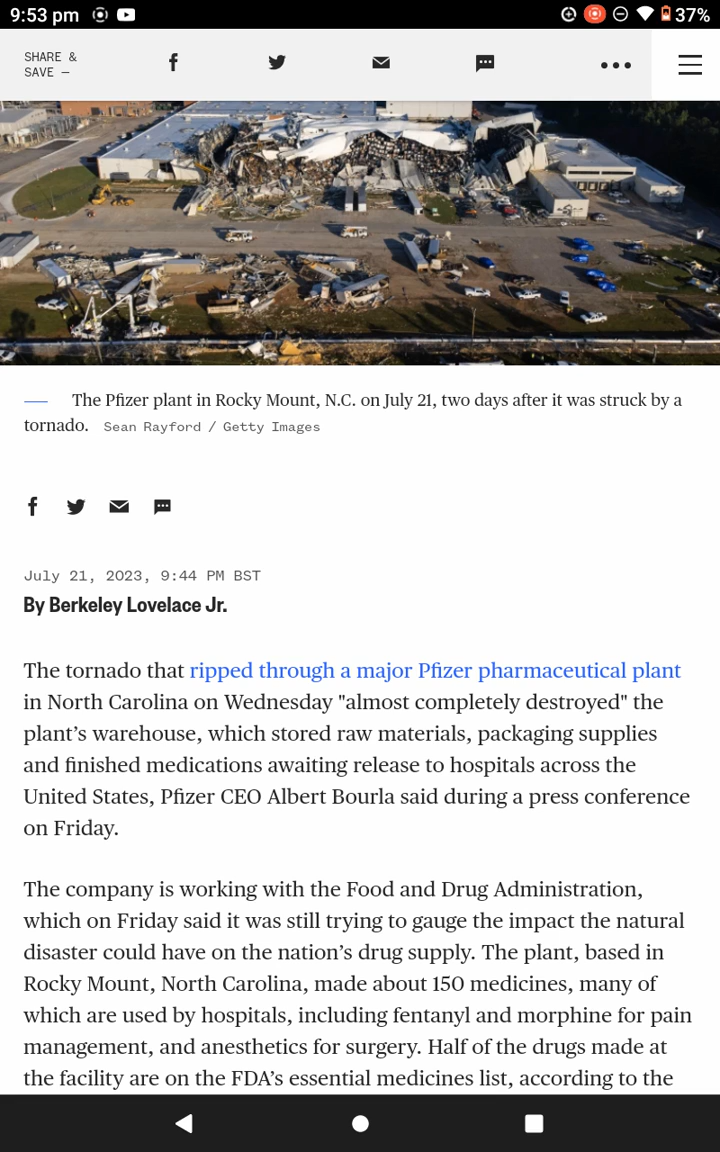 9:53 pm
37%
SHARE &
SAVE —
The Pfizer plant in Rocky Mount, N.C. on July 21, two days after it was struck by a
tornado. Sean Rayford / Getty Images
July 21, 2023, 9:44 PM BST
By Berkeley Lovelace Jr.
The tornado that ripped through a major Pfizer pharmaceutical plant
in North Carolina on Wednesday "almost completely destroyed" the
plant’s warehouse, which stored raw materials, packaging supplies
and finished medications awaiting release to hospitals across the
United States, Pfizer CEO Albert Bourla said during a press conference
on Friday.
The company is working with the Food and Drug Administration,
which on Friday said it was still trying to gauge the impact the natural
disaster could have on the nation’s drug supply. The plant, based in
Rocky Mount, North Carolina, made about 150 medicines, many of
which are used by hospitals, including fentanyl and morphine for pain
management, and anesthetics for surgery. Half of the drugs made at
the facility are on the FDA’s essential medicines list, according to the